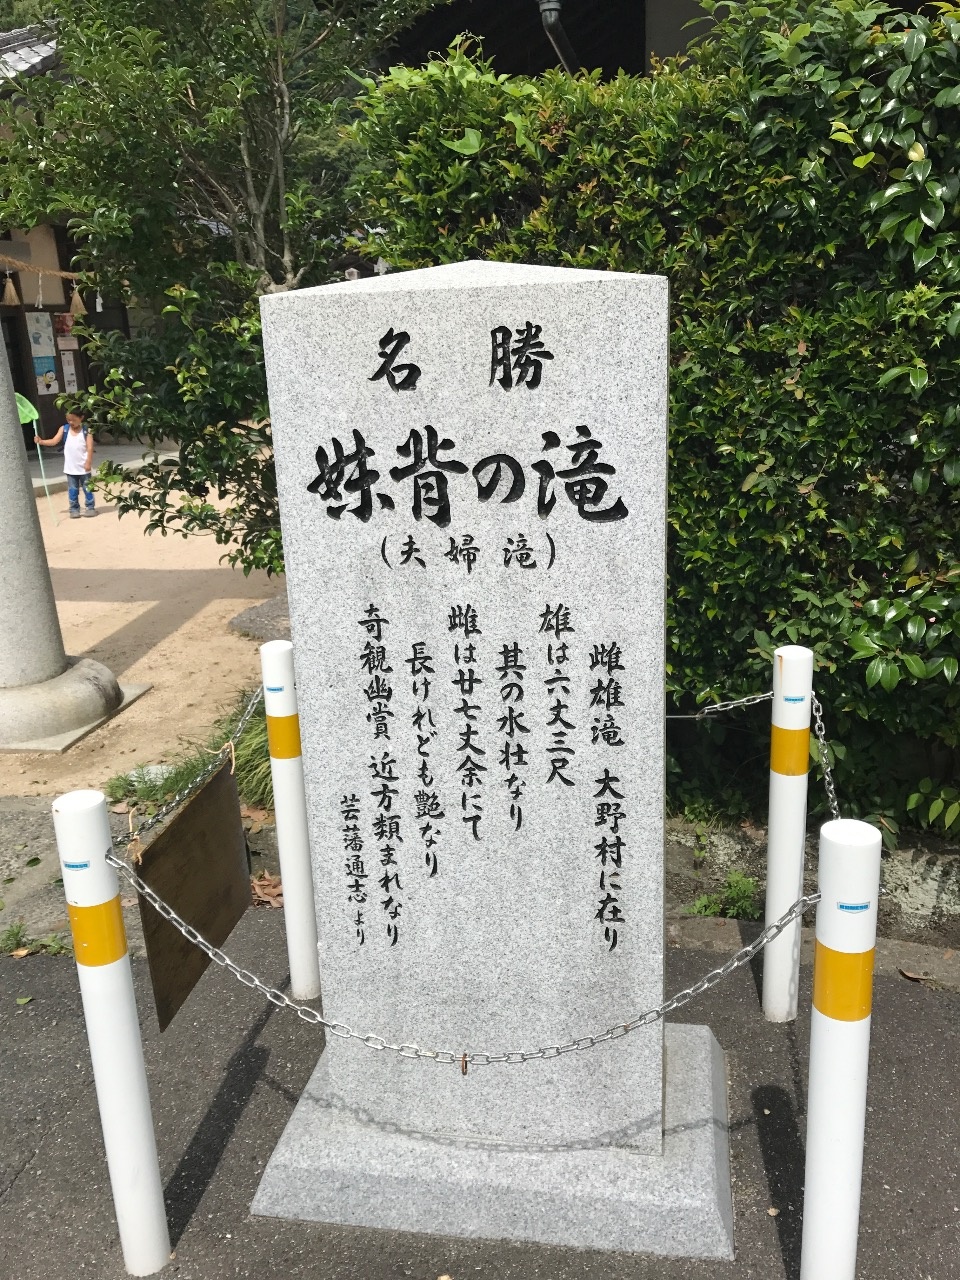 名勝
妹背の滝
(夫婦滝)
雌雄滝 大野村に在り
雄は六丈三尺
其の水壮なり
雌は廿七丈余にて
長けれども艶なり
奇観幽賞 近方類まれなり
芸藩通志より